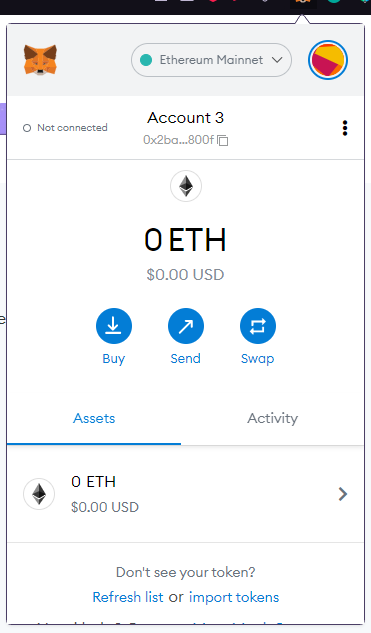 Ethereum Mainnet
Not connected
Account 3
0x2ba...800f
0 ETH
$0.00 USD
Buy
Send
Swap
Assets
Activity
0 ETH
$0.00 USD
Don't see your token?
Refresh list or import tokens